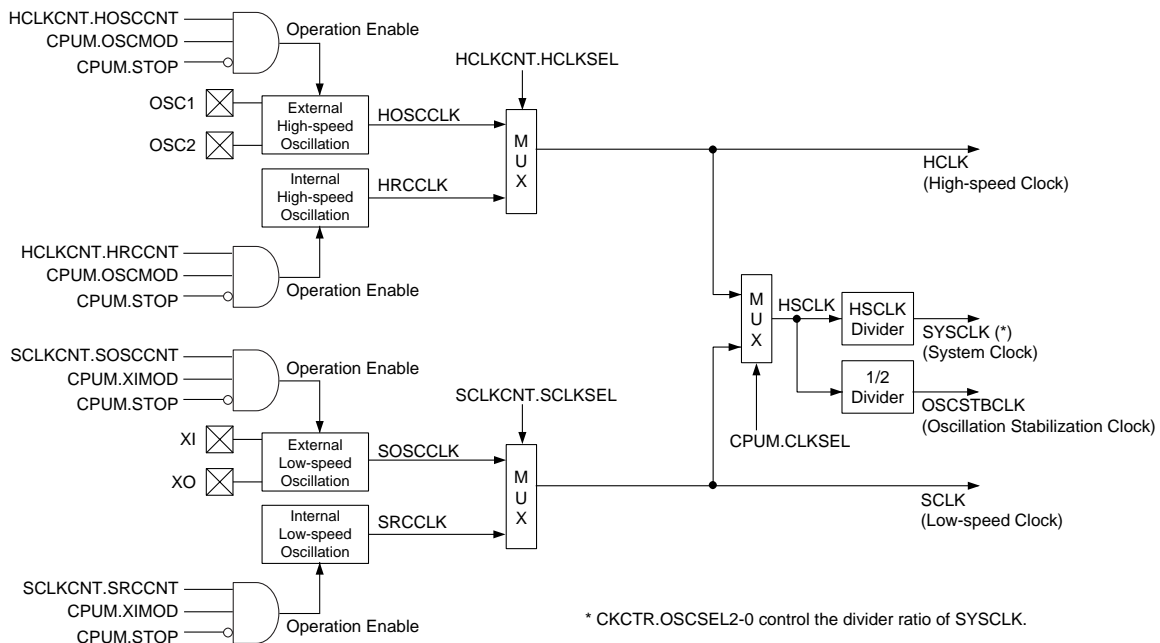 HCLKCNT.HOSCCNT
CPUM.OSCMOD
CPUM.STOP
Operation Enable
OSC1
OSC2
External
High-speed
Oscillation
HOSCCLK
HCLKCNT.HCLKSEL
M
U
X
HCLK
(High-speed Clock)
Internal
High-speed
Oscillation
HRCCLK
HCLKCNT.HRCCNT
CPUM.OSCMOD
CPUM.STOP
Operation Enable
M
U
X
HSCLK
HSCLK
Divider
SYSCLK (*)
(System Clock)
1/2
Divider
OSCSTBCLK
(Oscillation Stabilization Clock)
CPUM.CLKSEL
SCLKCNT.SOSCCNT
CPUM.XIMOD
CPUM.STOP
Operation Enable
XI
XO
External
Low-speed
Oscillation
SOSCCLK
SCLKCNT.SCLKSEL
M
U
X
SCLK
(Low-speed Clock)
Internal
Low-speed
Oscillation
SRCCLK
SCLKCNT.SRCCNT
CPUM.XIMOD
CPUM.STOP
Operation Enable
* CKCTR.OSCSEL2-0 control the divider ratio of SYSCLK.